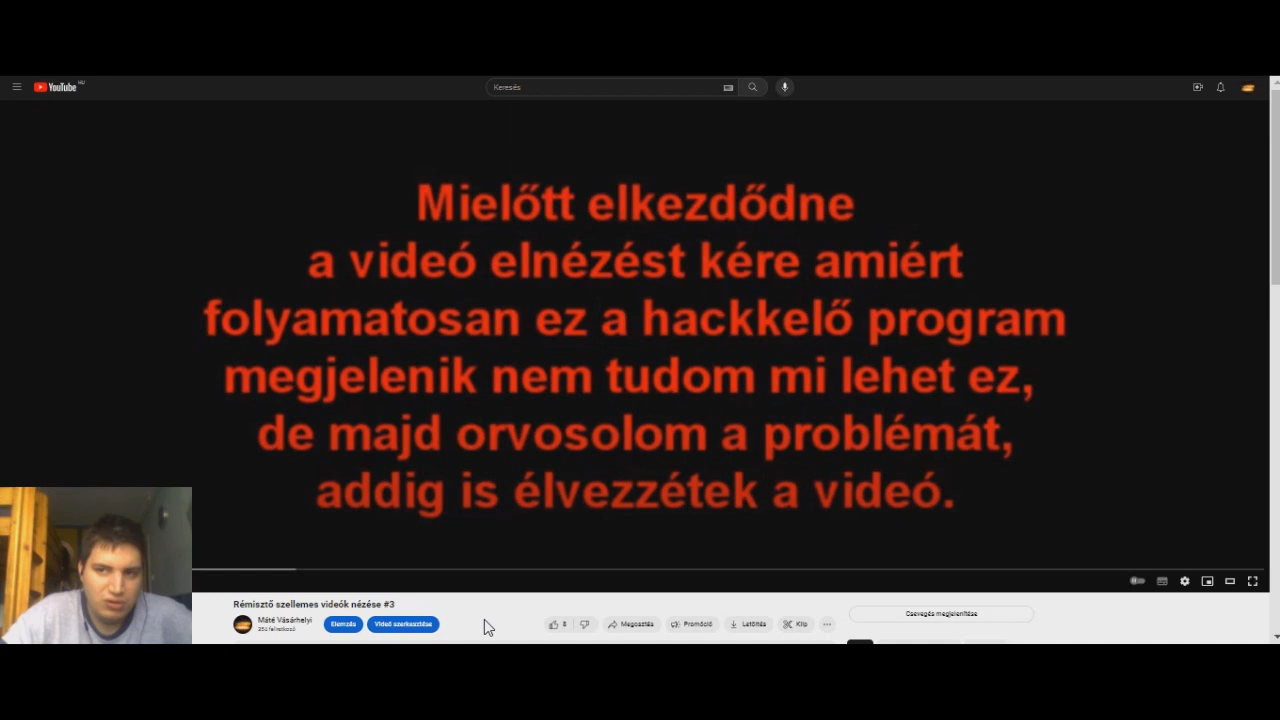 YouTube HU
Keresés
Mielőtt elkezdődne
a videó elnézést kére amiért
folyamatosan ez a hackkelő program
megjelenik nem tudom mi lehet ez,
de majd orvosolom a problémát,
addig is élvezzétek a videó.
Rémisztő szellemes videók nézése #3
Máté Vásárhelyi
Elemzés
Videó szerkesztése
8
Megosztás
Promóció
Letöltés
Klip
Csevegés megjelenítése